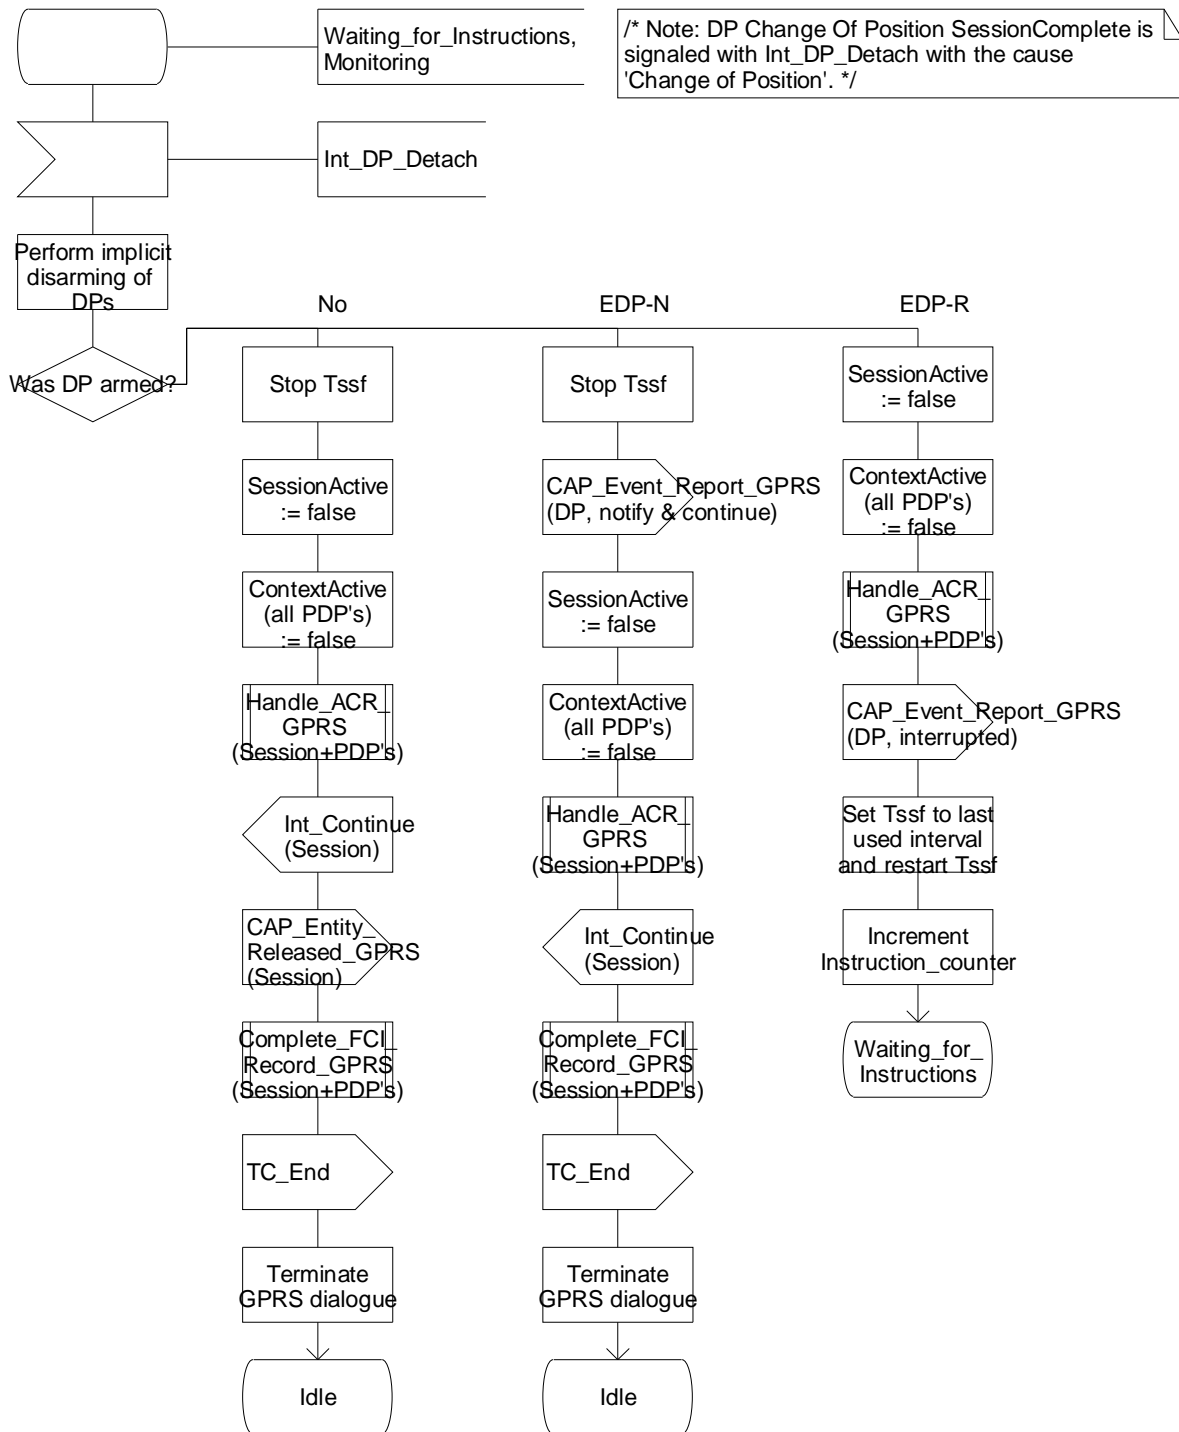 Waiting_for_Instructions,
Monitoring
/* Note: DP Change Of Position SessionComplete is
signaled with Int_DP_Detach with the cause
'Change of Position'. */
Int_DP_Detach
Perform implicit
disarming of
DPs
Was DP armed?
No
EDP-N
EDP-R
Stop Tssf
SessionActive
:= false
ContextActive
(all PDP's)
:= false
Handle_ACR_
GPRS
(Session+PDP's)
Int_Continue
(Session)
CAP_Entity_
Released_GPRS
(Session)
Complete_FCI_
Record_GPRS
(Session+PDP's)
TC_End
Terminate
GPRS dialogue
Idle
Stop Tssf
CAP_Event_Report_GPRS
(DP, notify & continue)
SessionActive
:= false
ContextActive
(all PDP's)
:= false
Handle_ACR_
GPRS
(Session+PDP's)
Int_Continue
(Session)
Complete_FCI_
Record_GPRS
(Session+PDP's)
TC_End
Terminate
GPRS dialogue
Idle
SessionActive
:= false
ContextActive
(all PDP's)
:= false
Handle_ACR_
GPRS
(Session+PDP's)
CAP_Event_Report_GPRS
(DP, interrupted)
Set Tssf to last
used interval
and restart Tssf
Increment
Instruction_counter
Waiting_for_
Instructions